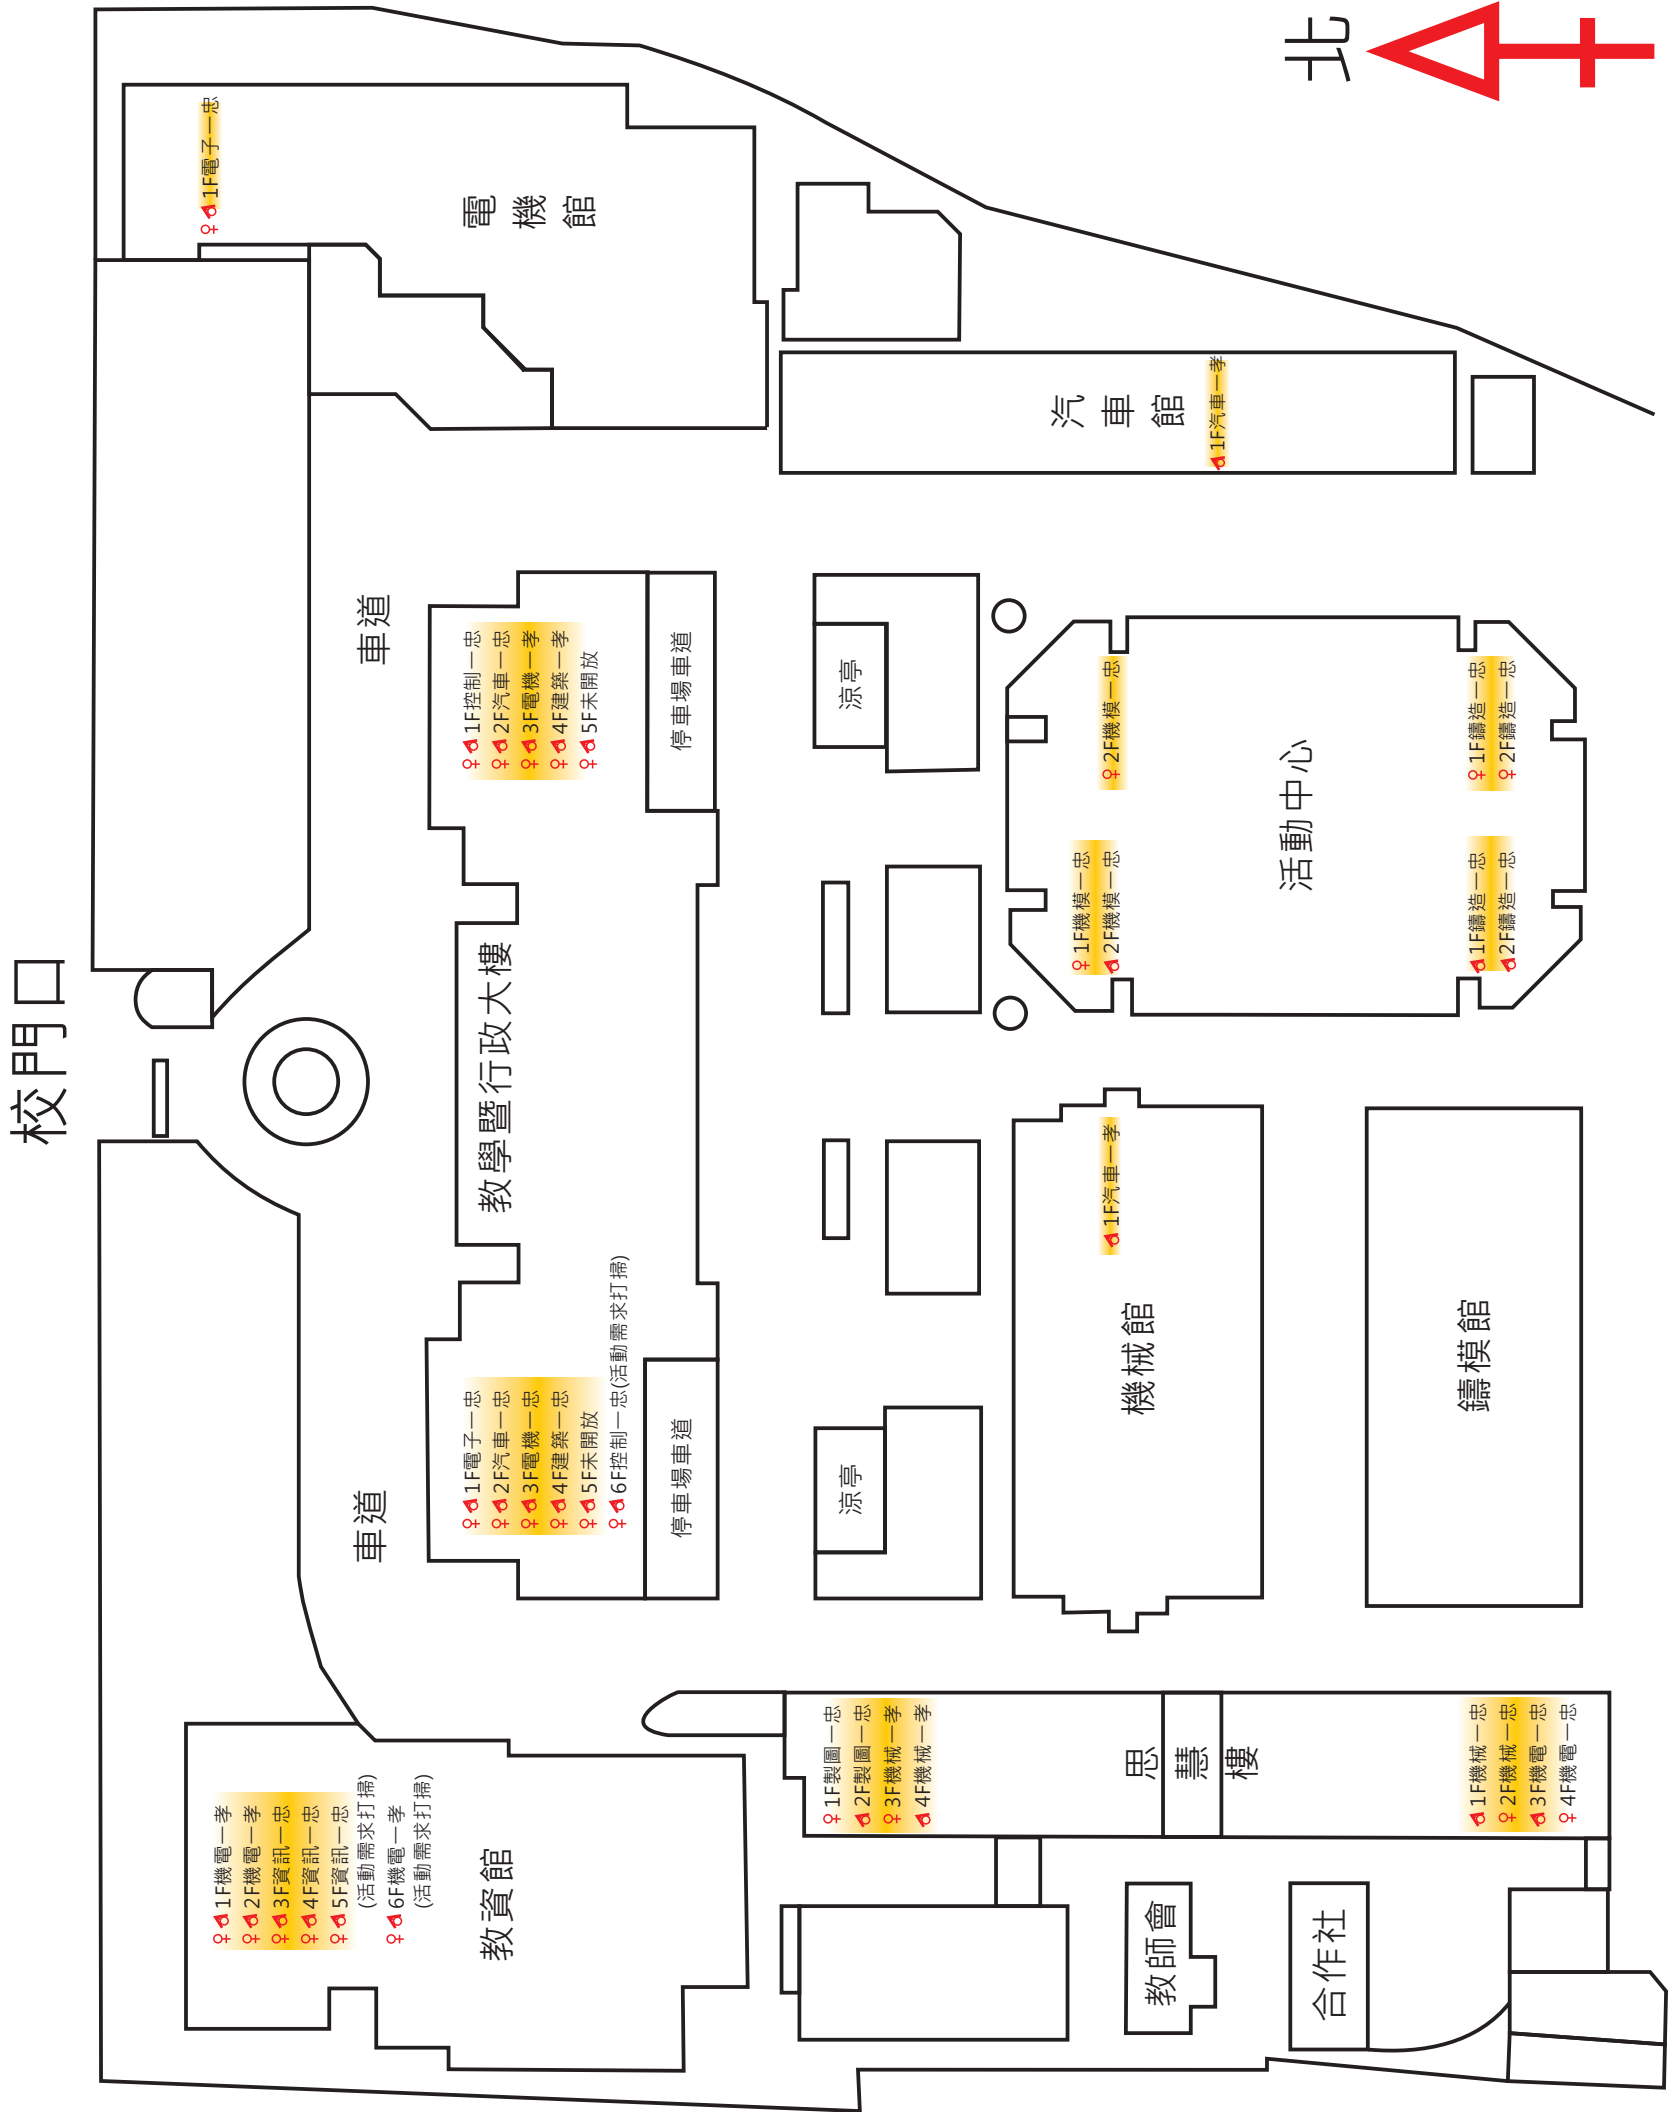 北
校門口
1F電子一忠
電機館
汽車館
1F汽車一孝
車道
1F控制一忠
2F汽車一忠
3F電機一孝
4F建築一孝
5F未開放
停車場車道
涼亭
2F機模一忠
1F鑄造一忠
2F鑄造一忠
活動中心
1F機模一忠
2F機模一忠
1F鑄造一忠
2F鑄造一忠
教學暨行政大樓
1F汽車一孝
機械館
鑄模館
車道
1F電子一忠
2F汽車一忠
3F電機一忠
4F建築一忠
5F未開放
6F控制一忠(活動需求打掃)
停車場車道
涼亭
1F機電一孝
2F機電一孝
3F資訊一忠
4F資訊一忠
5F資訊一忠
(活動需求打掃)
6F機電一孝
(活動需求打掃)
教資館
1F製圖一忠
2F製圖一忠
3F機械一孝
4F機械一孝
思慧樓
1F機械一忠
2F機械一忠
3F機電一忠
4F機電一忠
教師會
合作社